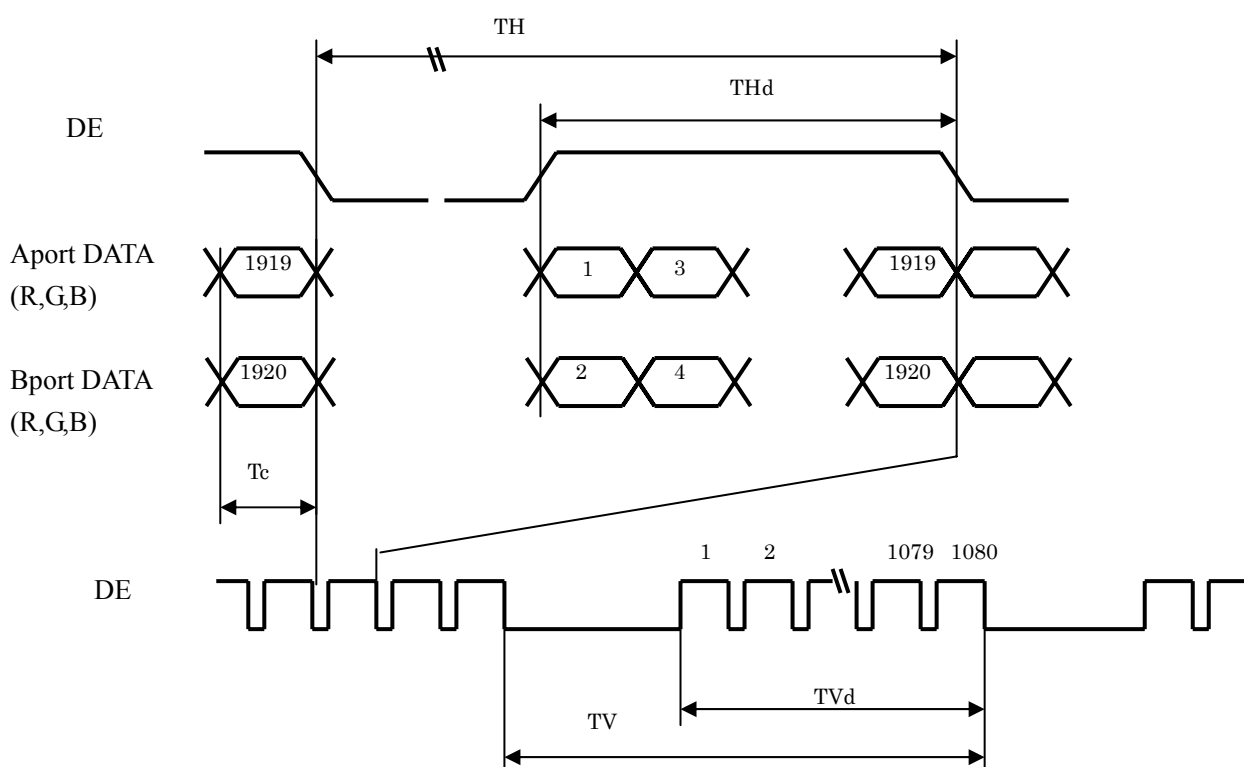 TH
THd
DE
Aport DATA
(R,G,B)
1919
1
3
1919
Bport DATA
(R,G,B)
1920
2
4
1920
Tc
DE
1
2
1079
1080
TVd
TV